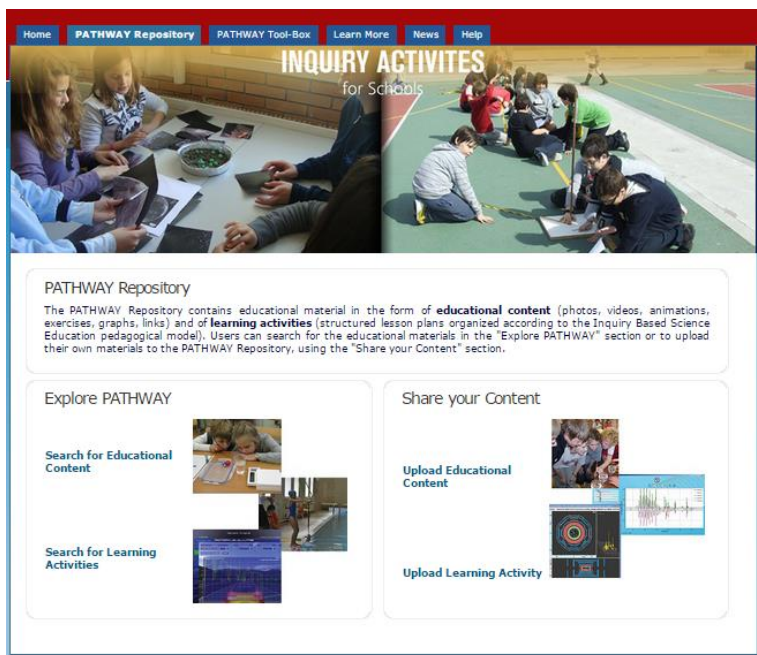 Home PATHWAY Repository PATHWAY Tool-Box Learn More News Help
INQUIRY ACTIVITES
for Schools
PATHWAY Repository
The PATHWAY Repository contains educational material in the form of educational content (photos, videos, animations,
exercises, graphs, links) and of learning activities (structured lesson plans organized according to the Inquiry Based Science
Education pedagogical model). Users can search for the educational materials in the "Explore PATHWAY" section or to upload
their own materials to the PATHWAY Repository, using the "Share your Content" section.
Explore PATHWAY
Search for Educational
Content
Search for Learning
Activities
Share your Content
Upload Educational
Content
Upload Learning Activity